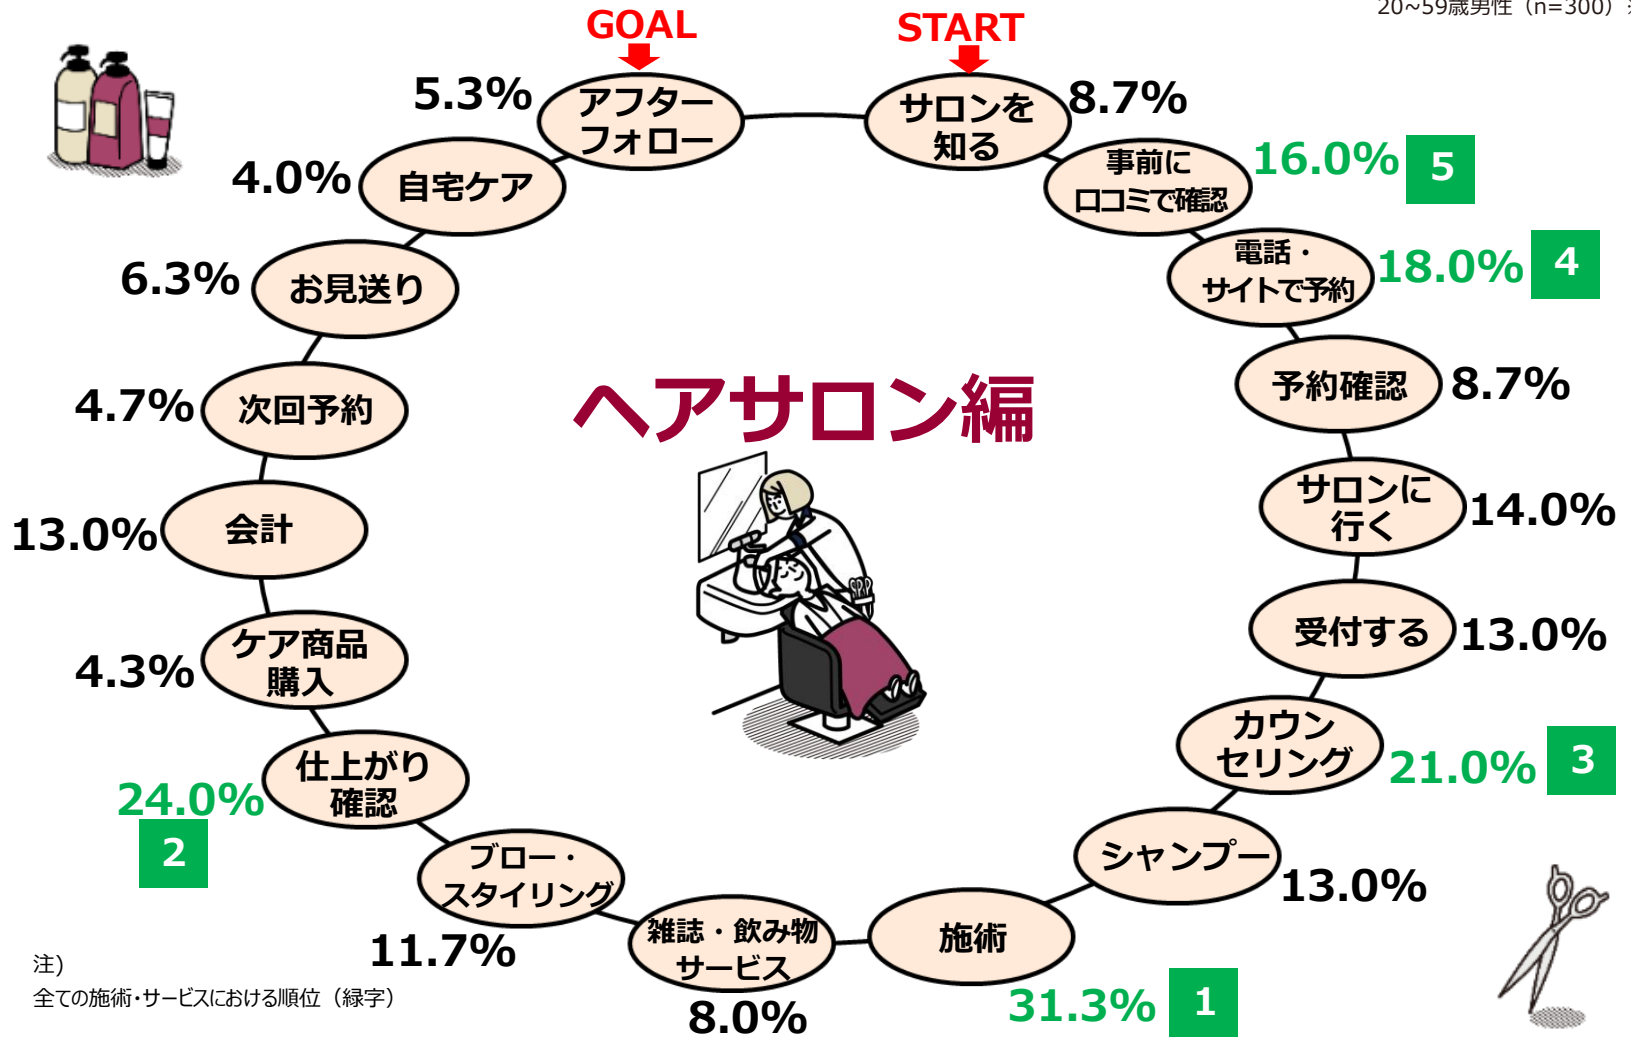 20~59歳男性（n=300）
GOAL
START
サロンを
知る
8.7%
事前に
口コミで確認
16.0%
5
電話・
サイトで予約
18.0%
4
予約確認
8.7%
サロンに
行く
14.0%
受付する
13.0%
カウン
セリング
21.0%
3
シャンプー
13.0%
施術
31.3%
1
雑誌・飲み物
サービス
8.0%
ブロー・
スタイリング
11.7%
仕上がり
確認
24.0%
2
ケア商品
購入
4.3%
会計
13.0%
次回予約
4.7%
お見送り
6.3%
自宅ケア
4.0%
アフター
フォロー
5.3%
ヘアサロン編
注)
全ての施術・サービスにおける順位（緑字）